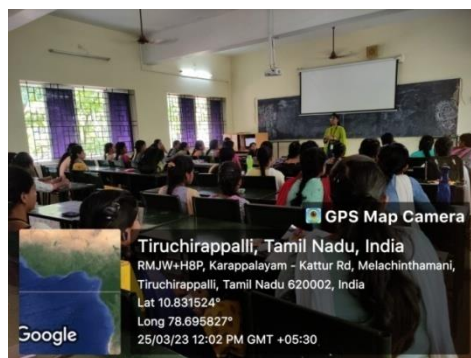 GPS Map Camera
Tiruchirappalli, Tamil Nadu, India
RMJW+H8P, Karappalayam - Kattur Rd, Melachinthamani,
Tiruchirappalli, Tamil Nadu 620002, India
Lat 10.831524°
Long 78.695827°
25/03/23 12:02 PM GMT +05:30
Google